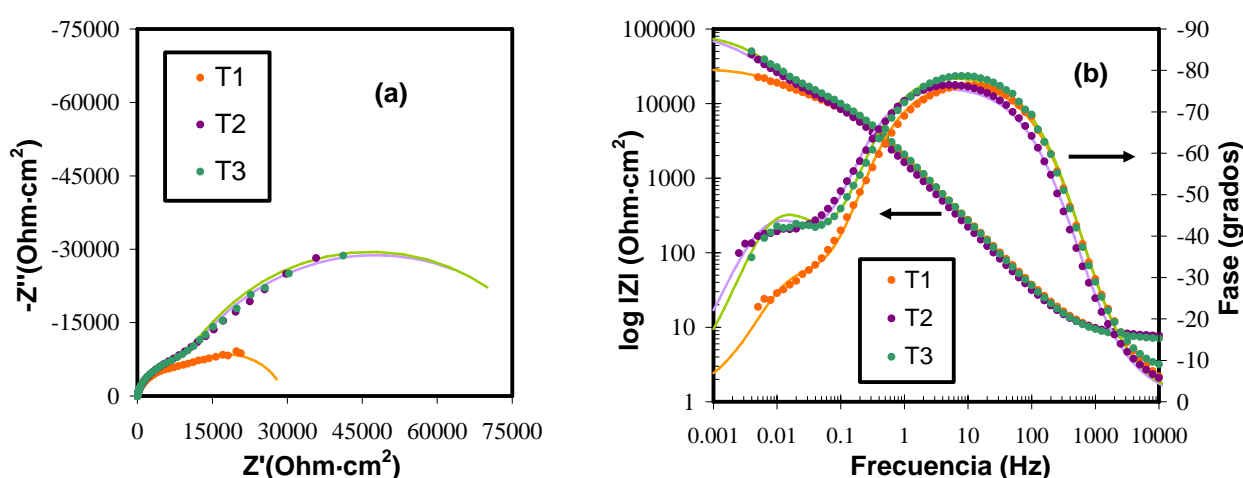 -75000
-60000
-45000
-30000
-15000
0
-Z''(Ohm·cm²)
T1
T2
T3
(a)
0 15000 30000 45000 60000 75000
Z'(Ohm·cm²)
100000
10000
1000
100
10
1
log IZI (Ohm·cm²)
(b)
T1
T2
T3
-90
-80
-70
-60
-50
-40
-30
-20
-10
0
Fase (grados)
0.001 0.01 0.1 1 10 100 1000 10000
Frecuencia (Hz)